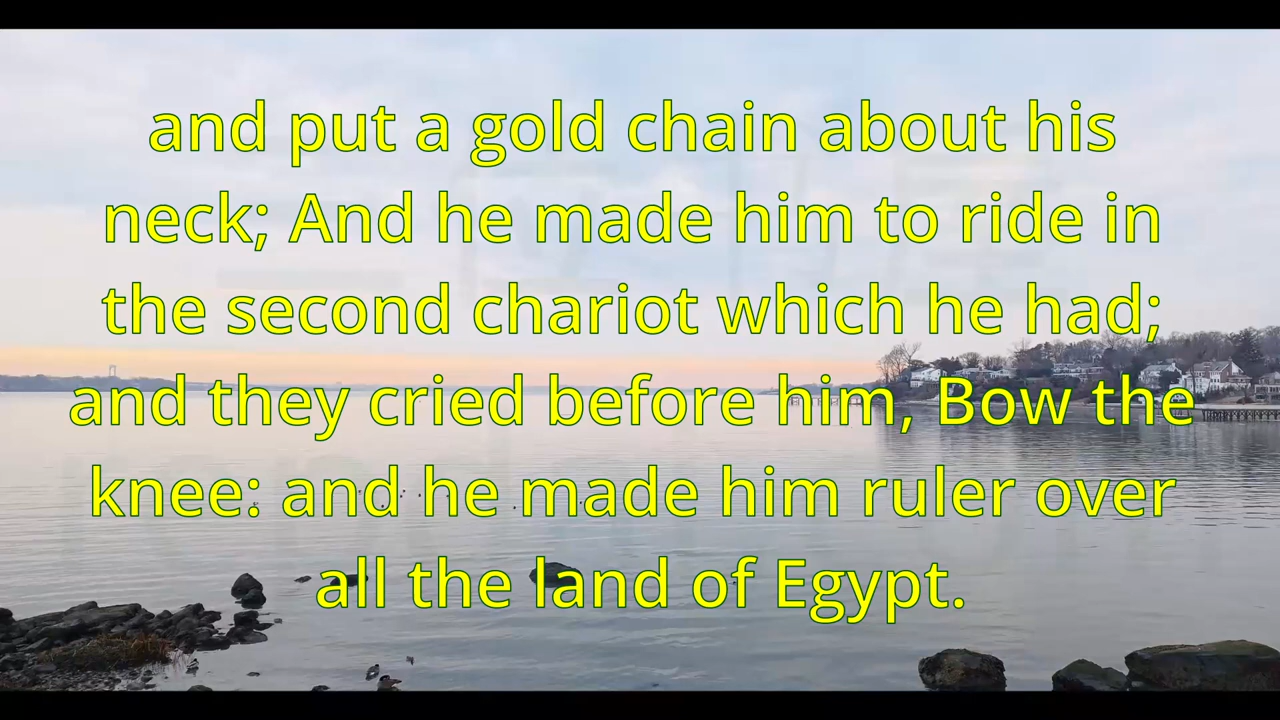 and put a gold chain about his
neck; And he made him to ride in
the second chariot which he had;
and they cried before him, Bow the
knee: and he made him ruler over
all the land of Egypt.